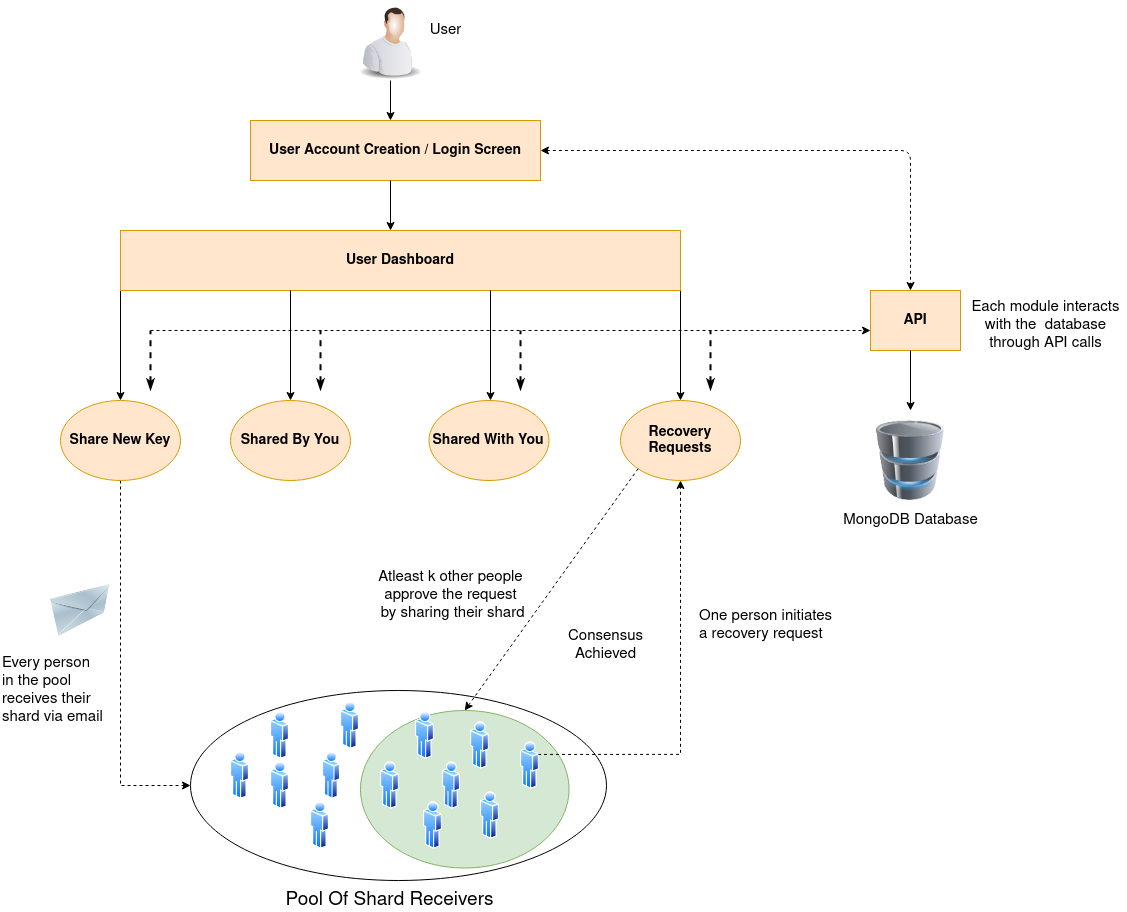 User
User Account Creation / Login Screen
User Dashboard
API
Each module interacts
with the database
through API calls
Share New Key
Shared By You
Shared With You
Recovery
Requests
MongoDB Database
Atleast k other people
approve the request
by sharing their shard
Consensus
Achieved
One person initiates
a recovery request
Every person
in the pool
receives their
shard via email
Pool Of Shard Receivers